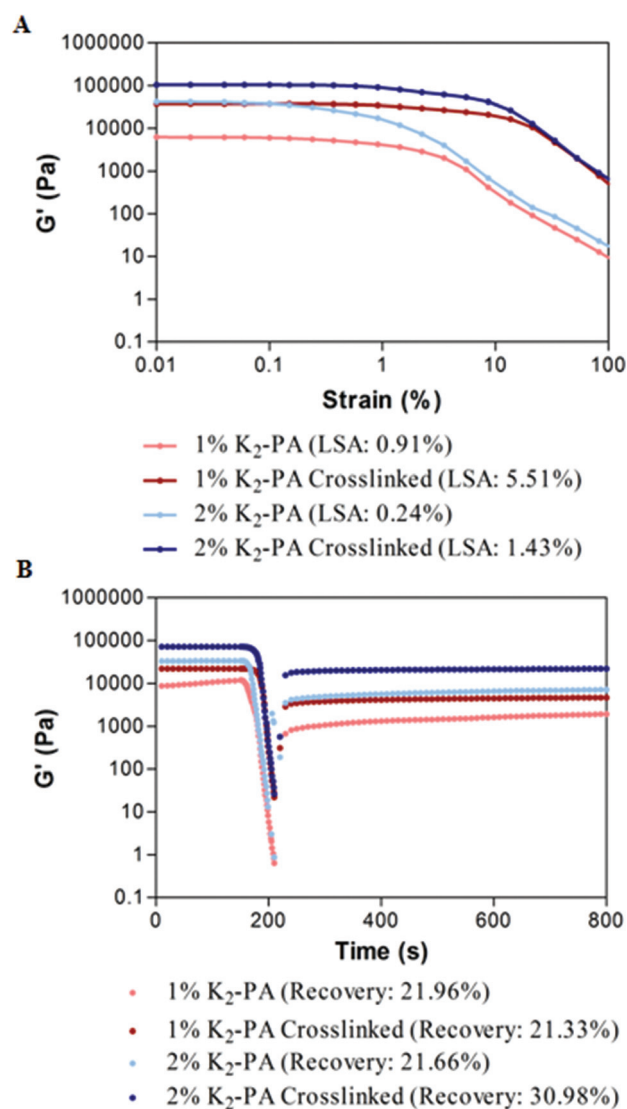 A
1000000
100000
10000
1000
100
10
1
0.1
G' (Pa)
0.01 0.1 1 10 100
Strain (%)
1% K₂-PA (LSA: 0.91%)
1% K₂-PA Crosslinked (LSA: 5.51%)
2% K₂-PA (LSA: 0.24%)
2% K₂-PA Crosslinked (LSA: 1.43%)
B
1000000
100000
10000
1000
100
10
1
0.1
G' (Pa)
0 200 400 600 800
Time (s)
1% K₂-PA (Recovery: 21.96%)
1% K₂-PA Crosslinked (Recovery: 21.33%)
2% K₂-PA (Recovery: 21.66%)
2% K₂-PA Crosslinked (Recovery: 30.98%)